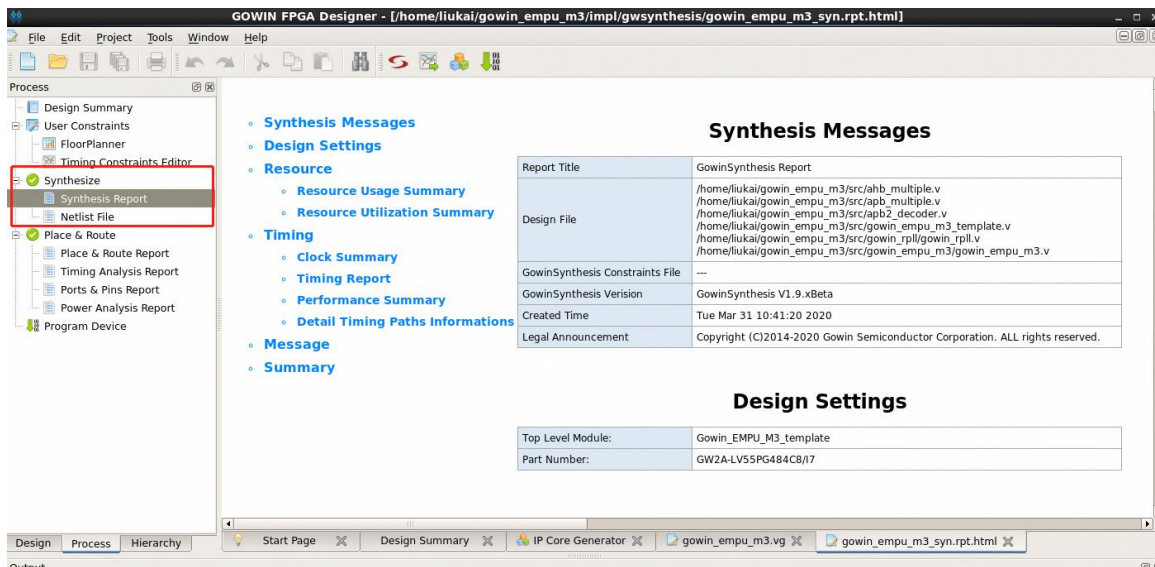 GOWIN FPGA Designer - [/home/liukai/gowin_empu_m3/impl/gwsynthesis/gowin_empu_m3_syn.rpt.html]
File Edit Project Tools Window Help
Process
Design Summary
User Constraints
FloorPlanner
Timing Constraints Editor
Synthesize
Synthesis Report
Netlist File
Place & Route
Place & Route Report
Timing Analysis Report
Ports & Pins Report
Power Analysis Report
Program Device
Synthesis Messages
Design Settings
Resource
Resource Usage Summary
Resource Utilization Summary
Timing
Clock Summary
Timing Report
Performance Summary
Detail Timing Paths Informations
Message
Summary
Synthesis Messages
Report Title GowinSynthesis Report
Design File
/home/liukai/gowin_empu_m3/src/ahb_multiple.v
/home/liukai/gowin_empu_m3/src/apb_multiple.v
/home/liukai/gowin_empu_m3/src/apb2_decoder.v
/home/liukai/gowin_empu_m3/src/gowin_empu_m3_template.v
/home/liukai/gowin_empu_m3/src/gowin_rpll/gowin_rpll.v
/home/liukai/gowin_empu_m3/src/gowin_empu_m3/gowin_empu_m3.v
GowinSynthesis Constraints File ---
GowinSynthesis Verision GowinSynthesis V1.9.xBeta
Created Time Tue Mar 31 10:41:20 2020
Legal Announcement Copyright (C)2014-2020 Gowin Semiconductor Corporation. ALL rights reserved.
Design Settings
Top Level Module: Gowin_EMPU_M3_template
Part Number: GW2A-LV55PG484C8/I7
Design Process Hierarchy
Start Page Design Summary IP Core Generator gowin_empu_m3.vg gowin_empu_m3_syn.rpt.html